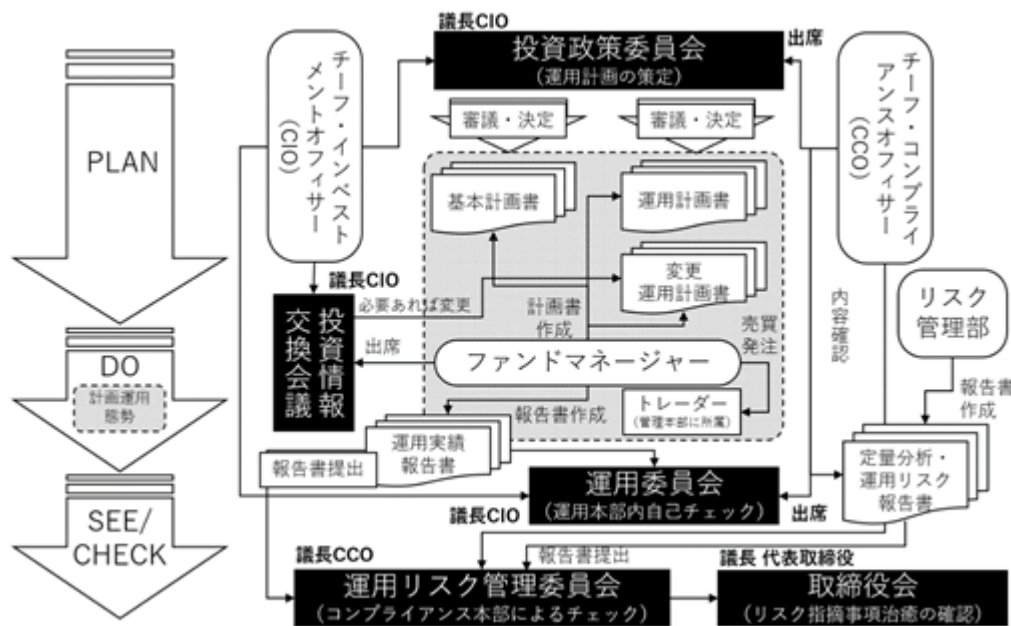 議長CIO
投資政策委員会
(運用計画の策定)
出席
チーフ・インベスト
メントオフィサー
(CIO)
チーフ・コンプライ
アンスオフィサー
(CCO)
PLAN
審議・決定
審議・決定
基本計画書
運用計画書
変更
運用計画書
議長CIO
必要あれば変更
計画書
作成
売買
発注
内容確認
リスク
管理部
投資情報
交換会議
出席
ファンドマネージャー
DO
計画運用
態勢
報告書作成
トレーダー
(管理本部に所属)
報告書
作成
運用実績
報告書
報告書提出
定量分析・
運用リスク
報告書
運用委員会
(運用本部内自己チェック)
議長CIO
出席
SEE/
CHECK
議長CCO
報告書提出
議長 代表取締役
運用リスク管理委員会
(コンプライアンス本部によるチェック)
取締役会
(リスク指摘事項治癒の確認)